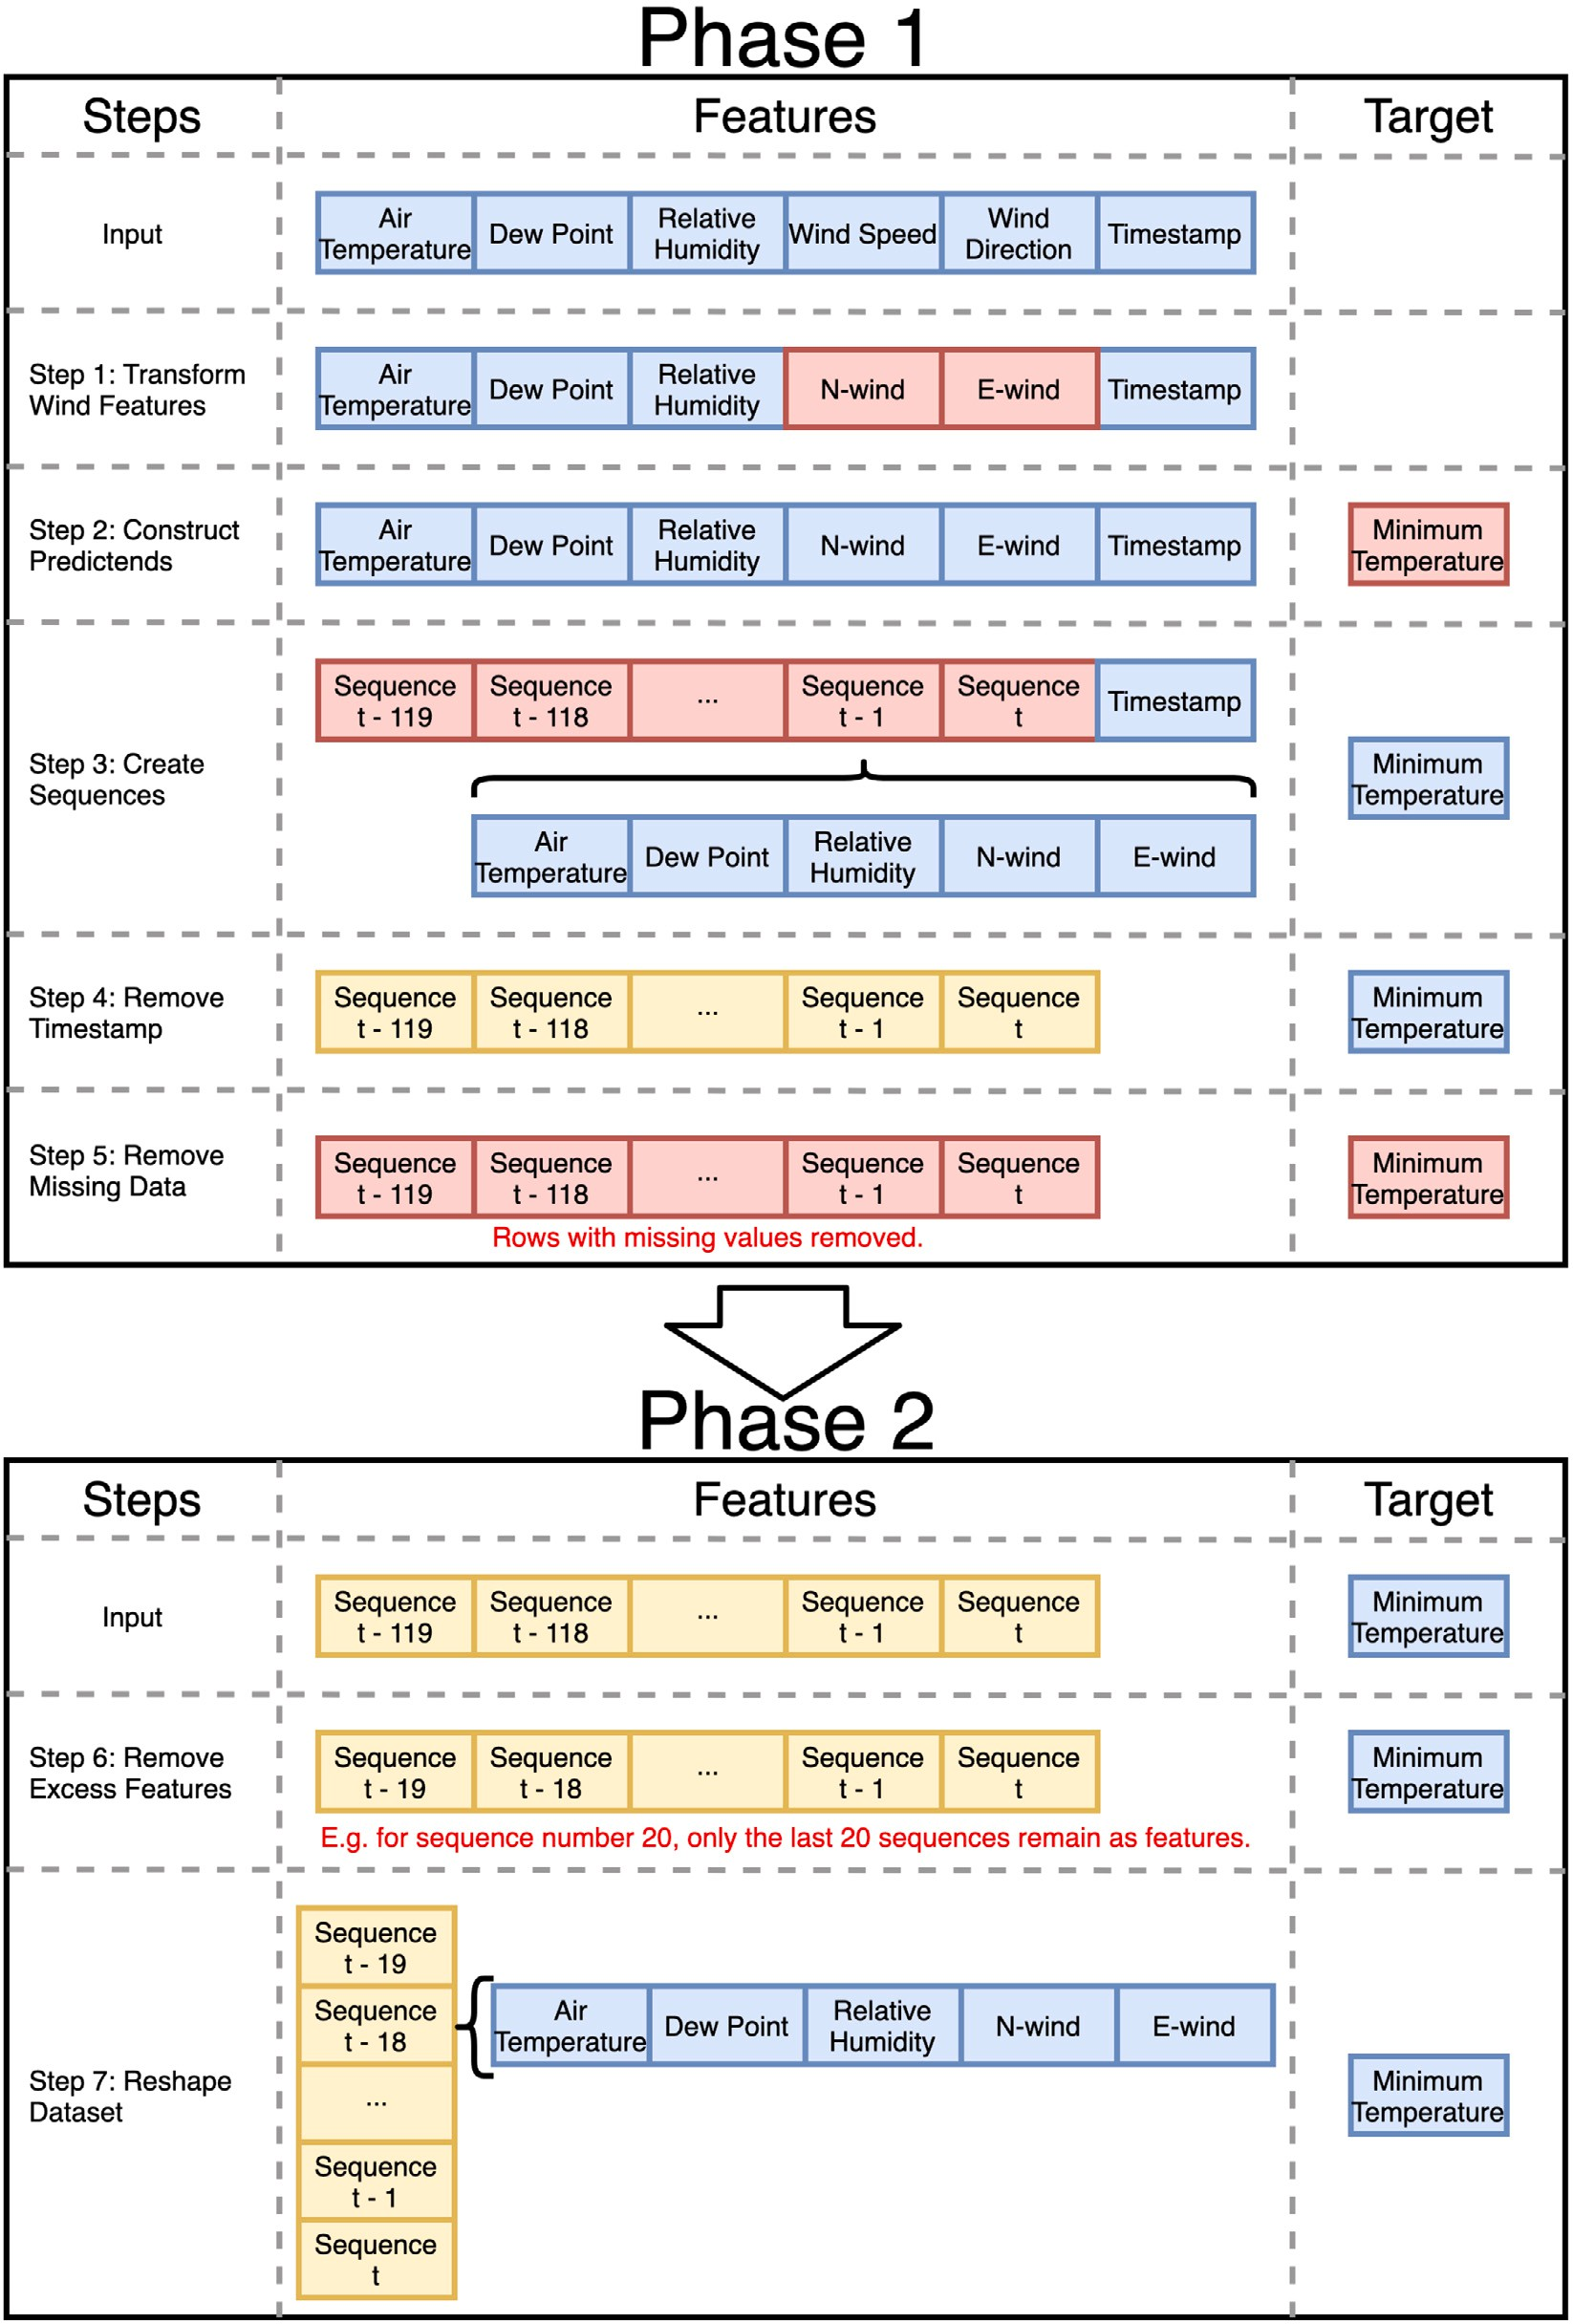 Phase 1
Steps
Features
Target
Input
Air
Temperature
Dew Point
Relative
Humidity
Wind Speed
Wind
Direction
Timestamp
Step 1: Transform
Wind Features
Air
Temperature
Dew Point
Relative
Humidity
N-wind
E-wind
Timestamp
Step 2: Construct
Predictends
Air
Temperature
Dew Point
Relative
Humidity
N-wind
E-wind
Timestamp
Minimum
Temperature
Step 3: Create
Sequences
Sequence
t - 119
Sequence
t - 118
...
Sequence
t - 1
Sequence
t
Timestamp
Air
Temperature
Dew Point
Relative
Humidity
N-wind
E-wind
Minimum
Temperature
Step 4: Remove
Timestamp
Sequence
t - 119
Sequence
t - 118
...
Sequence
t - 1
Sequence
t
Minimum
Temperature
Step 5: Remove
Missing Data
Sequence
t - 119
Sequence
t - 118
...
Sequence
t - 1
Sequence
t
Rows with missing values removed.
Minimum
Temperature
Phase 2
Steps
Features
Target
Input
Sequence
t - 119
Sequence
t - 118
...
Sequence
t - 1
Sequence
t
Minimum
Temperature
Step 6: Remove
Excess Features
Sequence
t - 19
Sequence
t - 18
...
Sequence
t - 1
Sequence
t
E.g. for sequence number 20, only the last 20 sequences remain as features.
Minimum
Temperature
Step 7: Reshape
Dataset
Sequence
t - 19
Sequence
t - 18
...
Sequence
t - 1
Sequence
t
Air
Temperature
Dew Point
Relative
Humidity
N-wind
E-wind
Minimum
Temperature